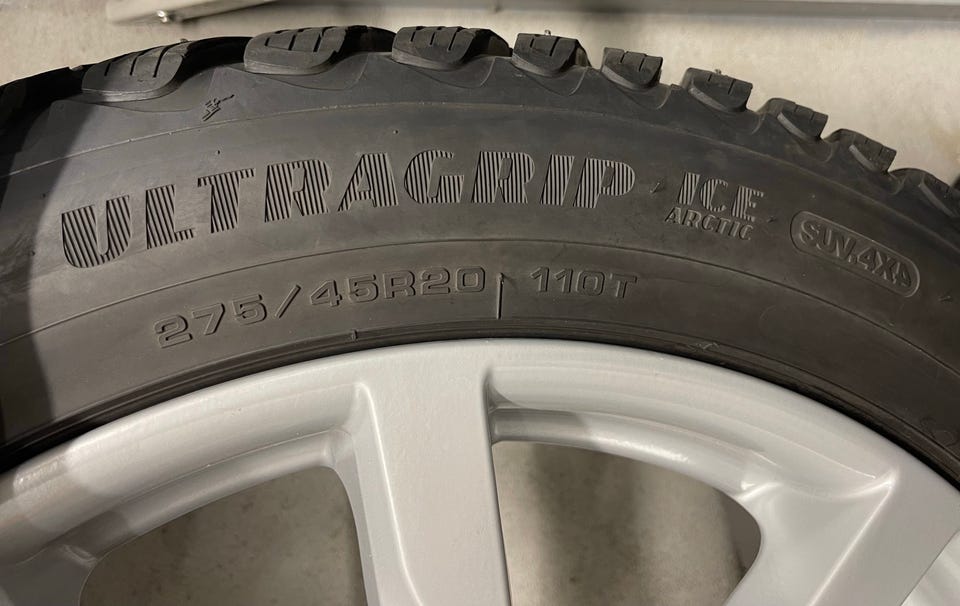 ULTRAGRIP ICE
ARCTIC
SUV.4X4
275/45R20 110T